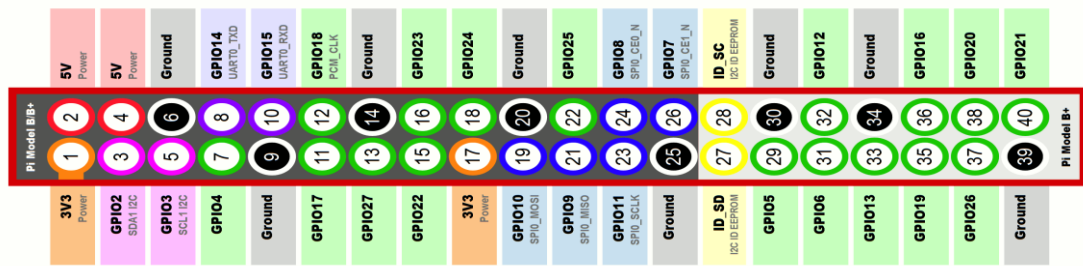 5V
Power
5V
Power
Ground
GPIO14
UART0_TXD
GPIO15
UART0_RXD
GPIO18
PCM_CLK
Ground
GPIO23
GPIO24
Ground
GPIO25
GPIO8
SPI0_CE0_N
GPIO7
SPI0_CE1_N
ID_SC
I2C ID EEPROM
Ground
GPIO12
Ground
GPIO16
GPIO20
GPIO21
Pi Model B/B+
2 4 6 8 10 12 14 16 18 20 22 24 26 28 30 32 34 36 38 40
1 3 5 7 9 11 13 15 17 19 21 23 25 27 29 31 33 35 37 39
Pi Model B+
3V3
Power
GPIO2
SDA1 I2C
GPIO3
SCL1 I2C
GPIO4
Ground
GPIO17
GPIO27
GPIO22
3V3
Power
GPIO10
SPI0_MOSI
GPIO9
SPI0_MISO
GPIO11
SPI0_SCLK
Ground
ID_SD
I2C ID EEPROM
GPIO5
GPIO6
GPIO13
GPIO19
GPIO26
Ground